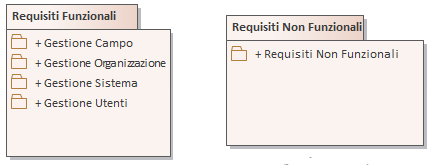 Requisiti Funzionali
+ Gestione Campo
+ Gestione Organizzazione
+ Gestione Sistema
+ Gestione Utenti
Requisiti Non Funzionali
+ Requisiti Non Funzionali